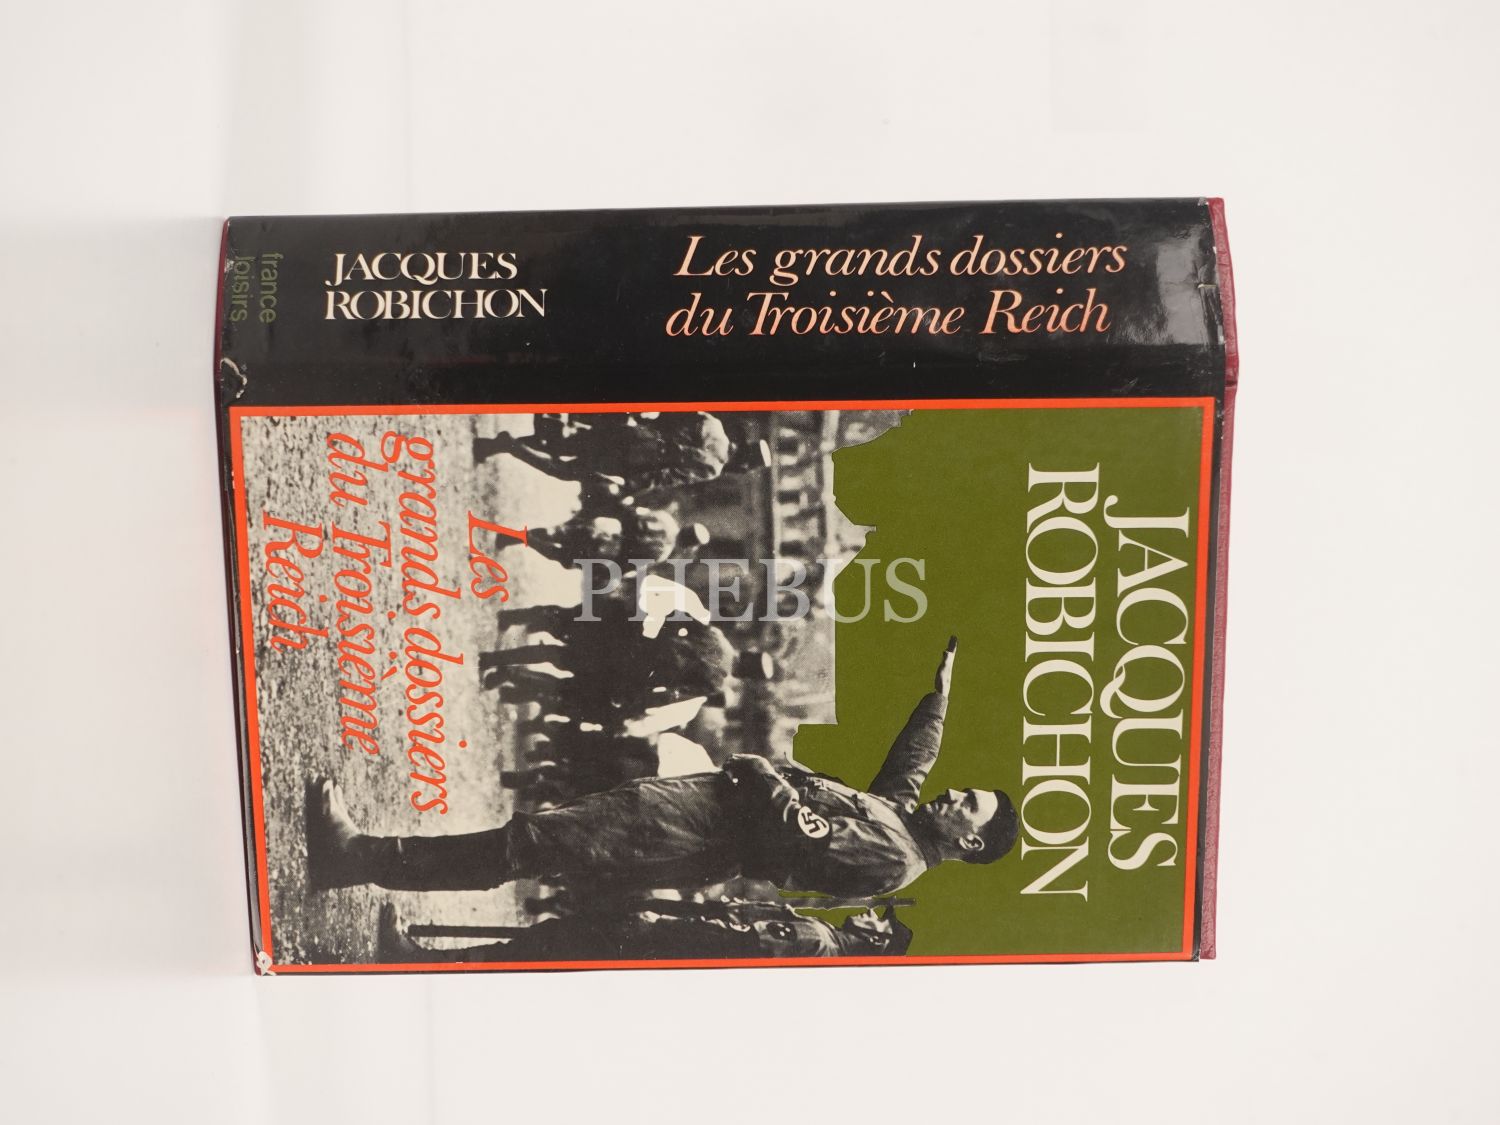 france
loisirs
JACQUES
ROBICHON
Les grands dossiers
du Troisième Reich
JACQUES
ROBICHON
Les
grands dossiers
du Troisième
Reich
PHEBUS